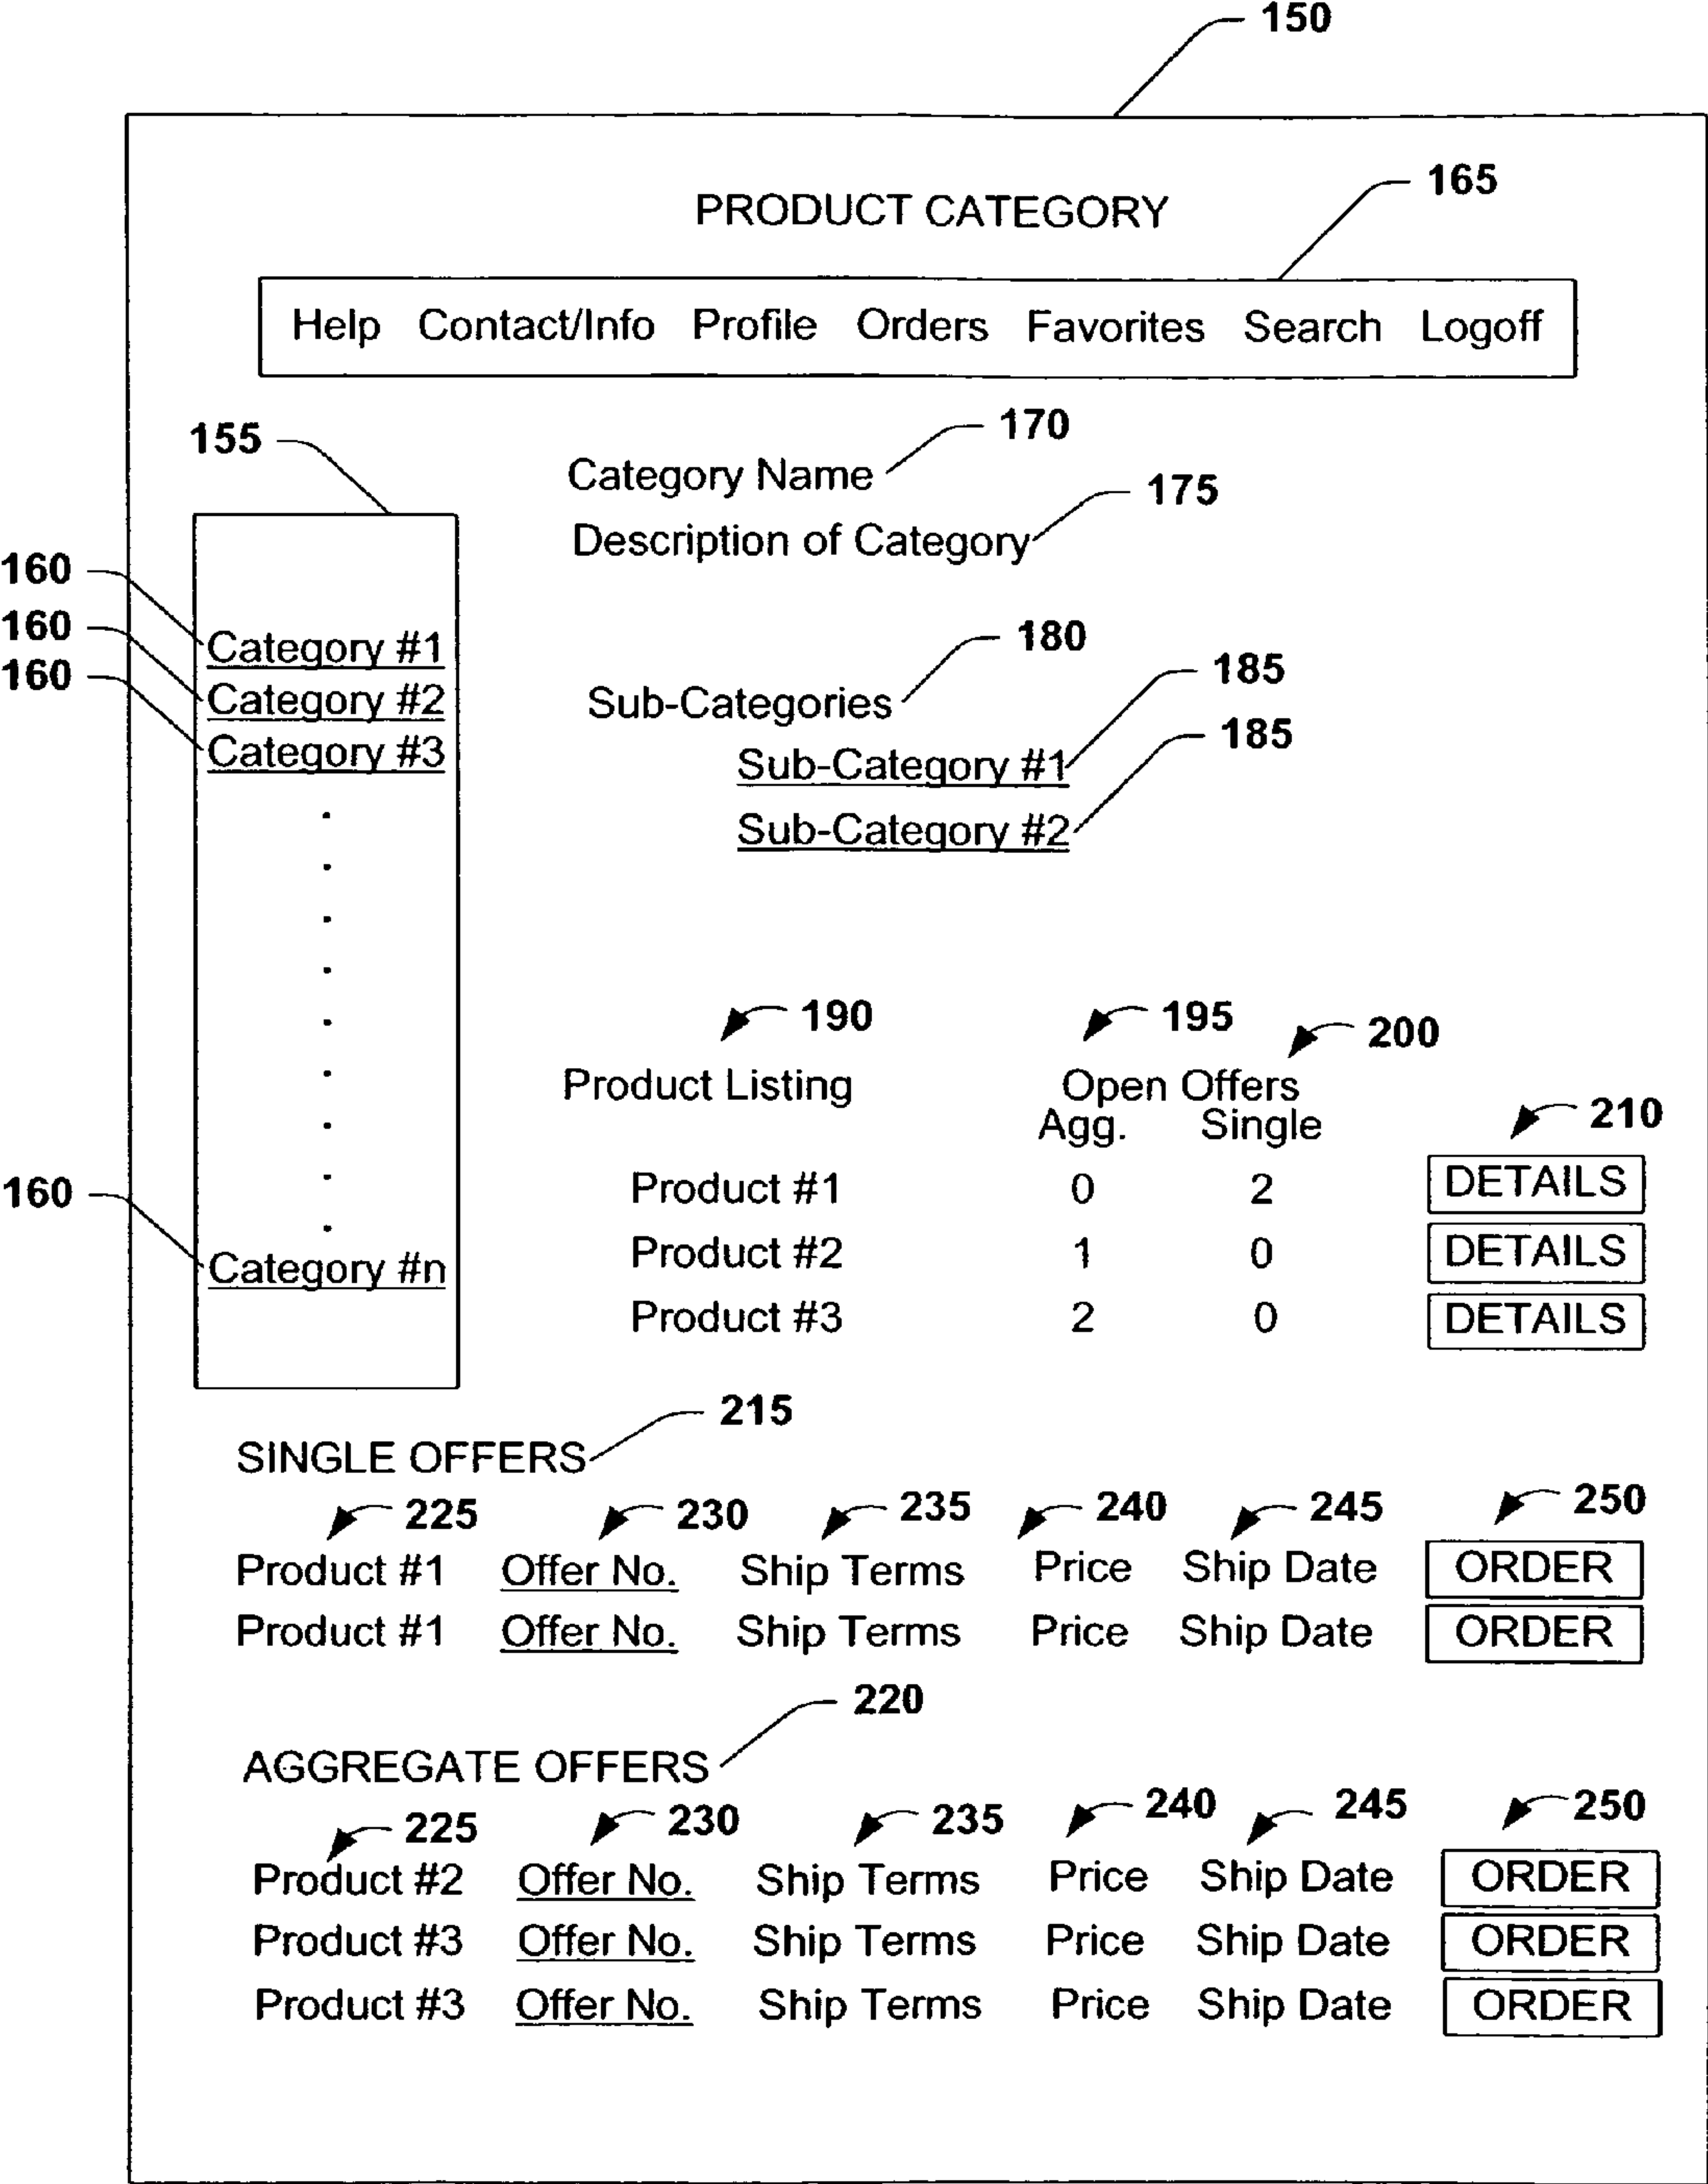 150
PRODUCT CATEGORY
165
Help Contact/Info Profile Orders Favorites Search Logoff
170
155
Category Name
175
Description of Category
160
160
Category #1
180
160
Category #2
185
Sub-Categories
Category #3
185
Sub-Category #1
Sub-Category #2
190 195 200
Product Listing Open Offers
Agg. Single
210
Product #1 0 2 DETAILS
160
Product #2 1 0 DETAILS
Category #n
Product #3 2 0 DETAILS
215
SINGLE OFFERS
225 230 235 240 245 250
Product #1 Offer No. Ship Terms Price Ship Date ORDER
Product #1 Offer No. Ship Terms Price Ship Date ORDER
220
AGGREGATE OFFERS
225 230 235 240 245 250
Product #2 Offer No. Ship Terms Price Ship Date ORDER
Product #3 Offer No. Ship Terms Price Ship Date ORDER
Product #3 Offer No. Ship Terms Price Ship Date ORDER